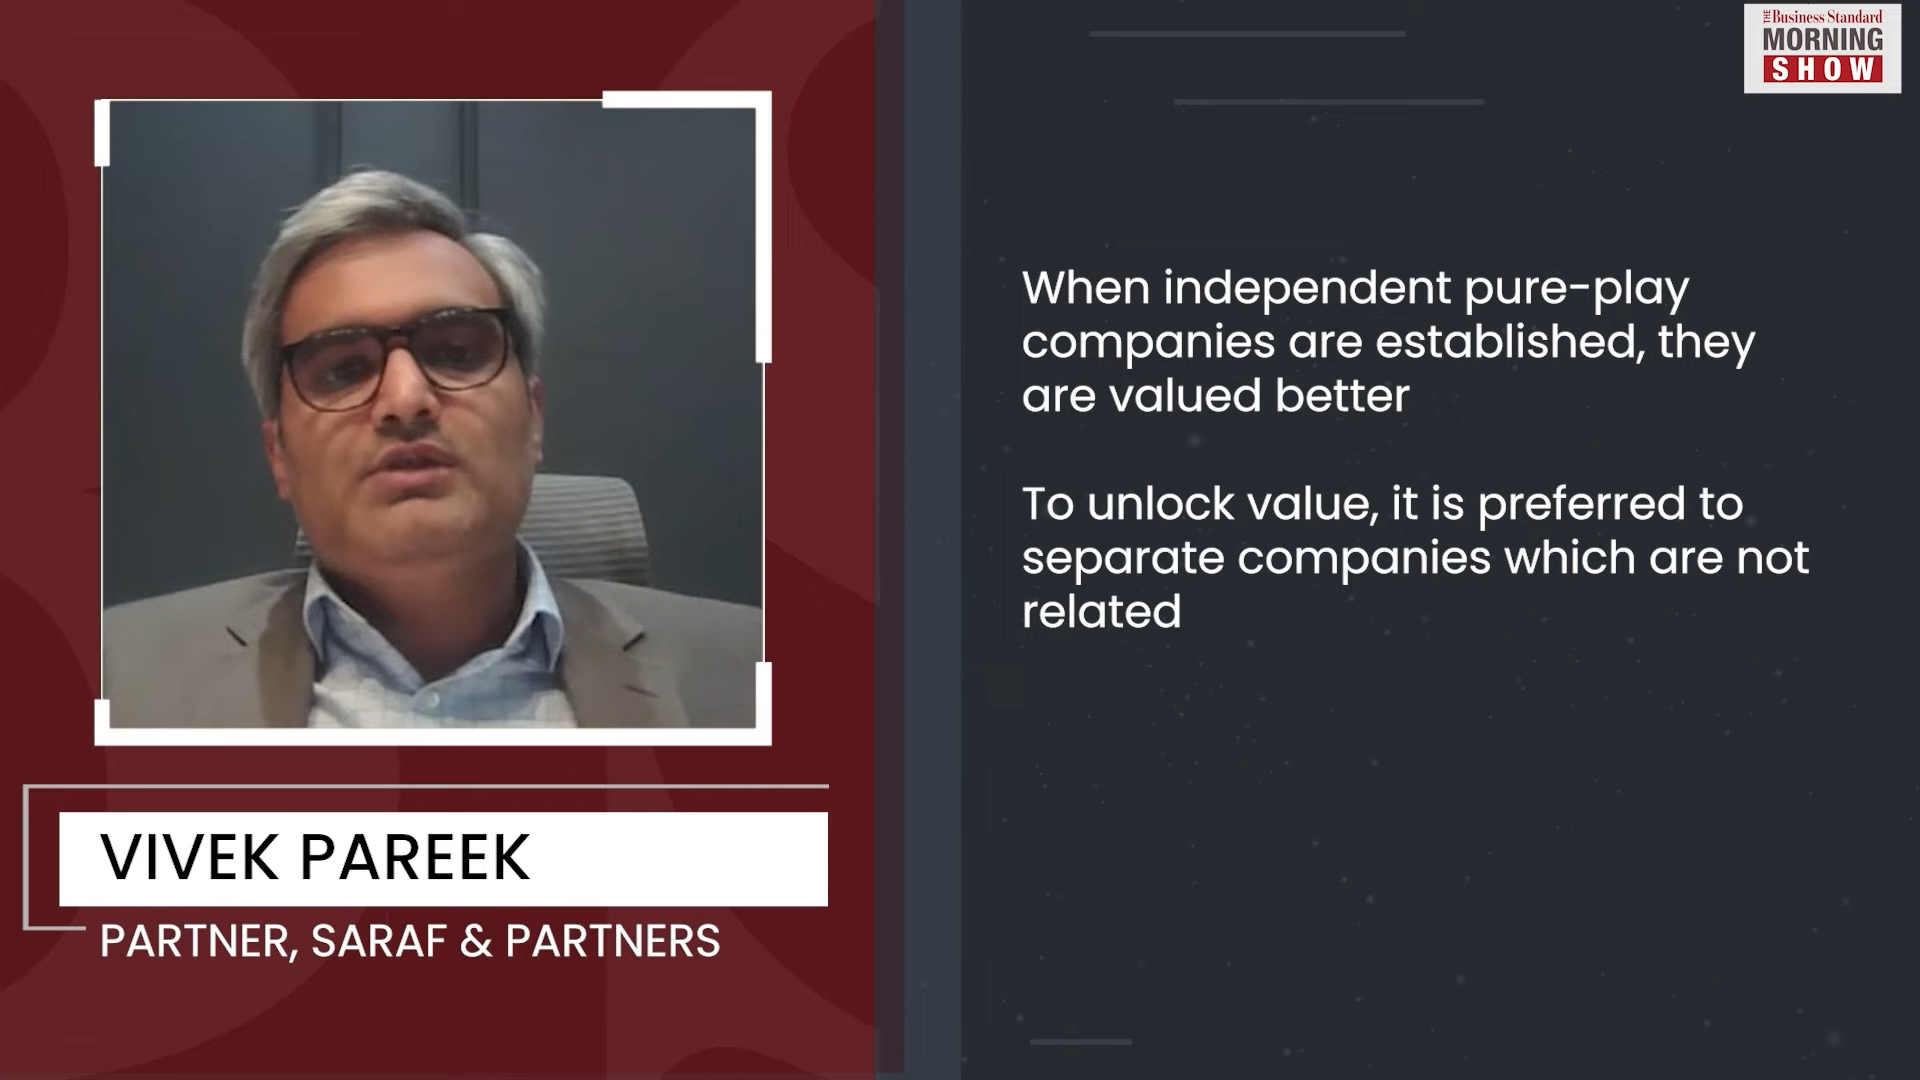 THE Business Standard
MORNING
SHOW
When independent pure-play
companies are established, they
are valued better
To unlock value, it is preferred to
separate companies which are not
related
VIVEK PAREEK
PARTNER, SARAF & PARTNERS